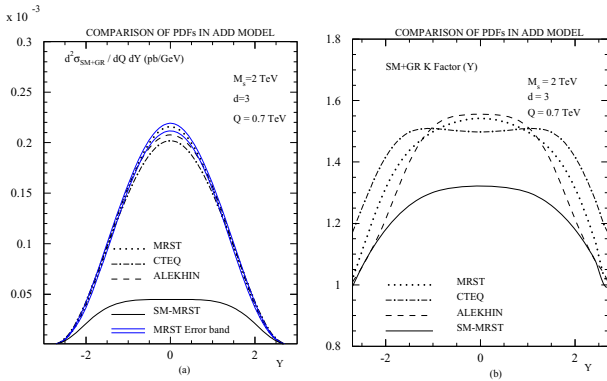 x 10⁻³
COMPARISON OF PDFs IN ADD MODEL
d²σSM+GR / dQ dY (pb/GeV)
Ms=2 TeV
d=3
Q = 0.7 TeV
0.3
0.25
0.2
0.15
0.1
0.05
MRST
CTEQ
ALEKHIN
SM-MRST
MRST Error band
-2 0 2 Y
(a)
COMPARISON OF PDFs IN ADD MODEL
SM+GR K Factor (Y)
Ms = 2 TeV
d = 3
Q = 0.7 TeV
1.8
1.6
1.4
1.2
1
0.8
MRST
CTEQ
ALEKHIN
SM-MRST
-2 0 2 Y
(b)